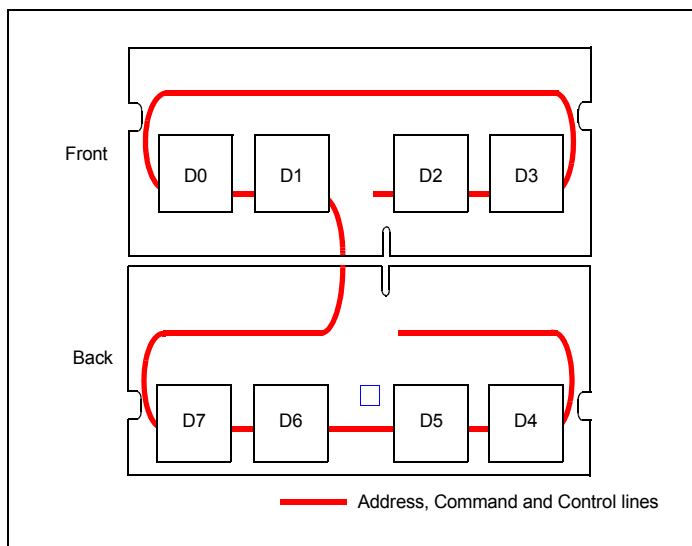 Front
D0 D1 D2 D3
Back
D7 D6 D5 D4
Address, Command and Control lines